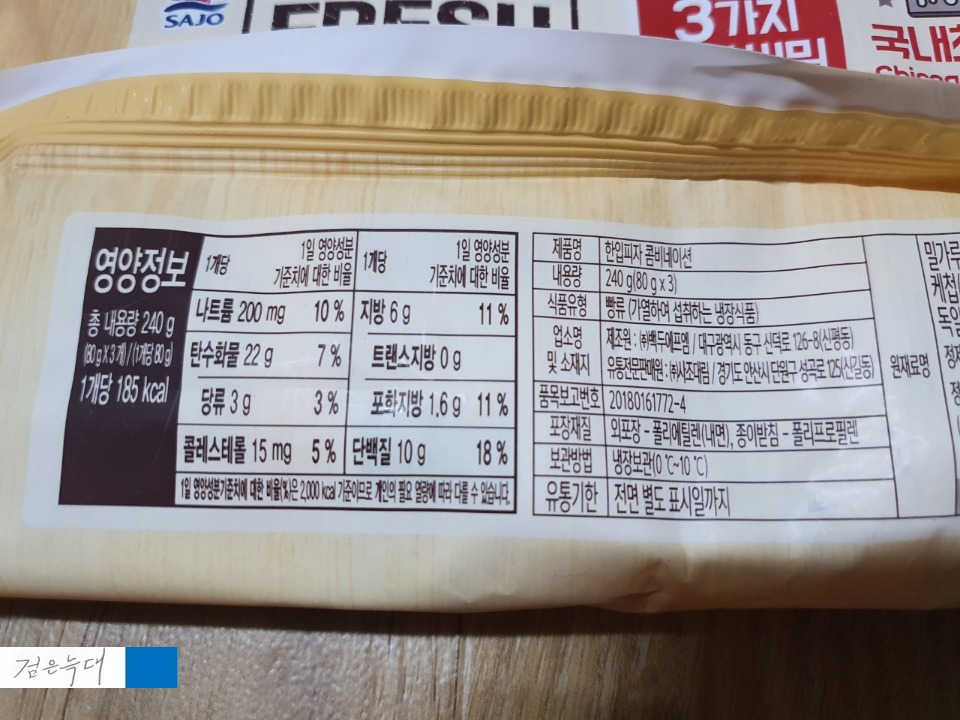 SAJO
FRESH
3가지
국내초
영양정보
총 내용량 240 g
(80 g X 3개) / (1개당 80 g)
1개당 185 kcal
1개당 1일 영양성분 기준치에 대한 비율
나트륨 200 mg 10 %
탄수화물 22 g 7 %
당류 3 g 3 %
콜레스테롤 15 mg 5 %
1개당 1일 영양성분 기준치에 대한 비율
지방 6 g 11 %
트랜스지방 0 g
포화지방 1.6 g 11 %
단백질 10 g 18 %
1일 영양성분기준치에 대한 비율(%)은 2,000 kcal 기준이므로 개인의 필요 열량에 따라 다를 수 있습니다.
제품명 한입피자 콤비네이션
내용량 240 g(80 g x 3)
식품유형 빵류 (가열하여 섭취하는 냉장식품)
업소명 및 소재지 제조원 : ㈜백두에프엠 / 대구광역시 동구 신덕로 126-8(신평동)
유통전문판매원 : ㈜사조대림 / 경기도 안산시 단원구 성곡로 125(신길동)
품목보고번호 20180161772-4
포장재질 외포장 - 폴리에틸렌(내면), 종이받침 - 폴리프로필렌
보관방법 냉장보관(0 ℃~10 ℃)
유통기한 전면 별도 표시일까지
원재료명
밀가루
케첩
독일
검은늑대